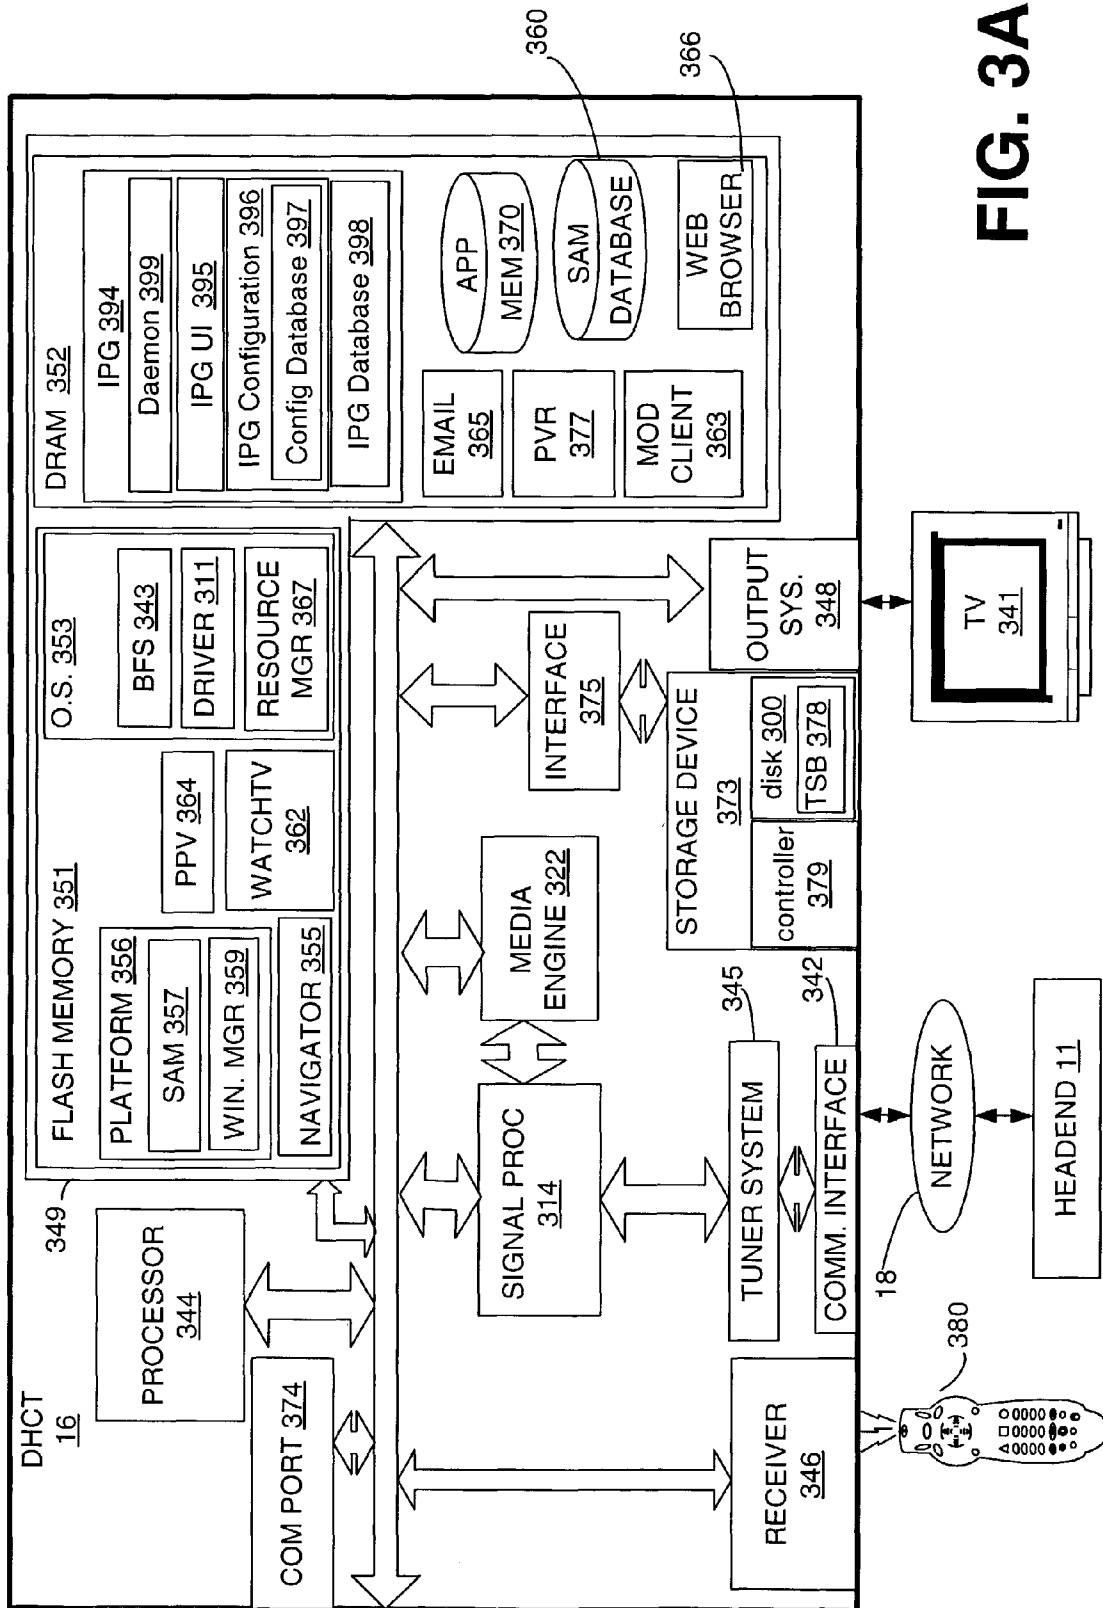 DHCT
16
PROCESSOR
344
349
COM PORT 374
FLASH MEMORY 351
PLATFORM 356
SAM 357
WIN. MGR 359
NAVIGATOR 355
PPV 364
WATCHTV
362
O.S. 353
BFS 343
DRIVER 311
RESOURCE
MGR 367
DRAM 352
IPG 394
Daemon 399
IPG UI 395
IPG Configuration 396
Config Database 397
IPG Database 398
EMAIL
365
PVR
377
MOD
CLIENT
363
APP
MEM 370
SAM
DATABASE
WEB
BROWSER
360
366
SIGNAL PROC
314
MEDIA
ENGINE 322
INTERFACE
375
OUTPUT
SYS.
348
STORAGE DEVICE
373
controller
379
disk 300
TSB 378
RECEIVER
346
TUNER SYSTEM
345
COMM. INTERFACE
342
380
18
NETWORK
HEADEND 11
TV
341
FIG. 3A